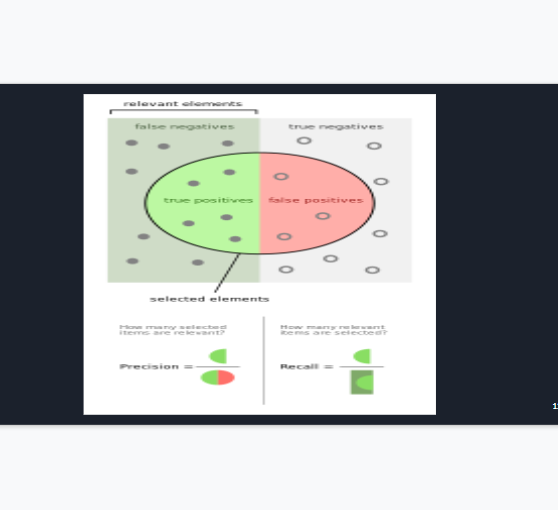 relevant elements
false negatives
true negatives
true positives
false positives
selected elements
How many selected
items are relevant?
How many relevant
items are selected?
Precision =
Recall =